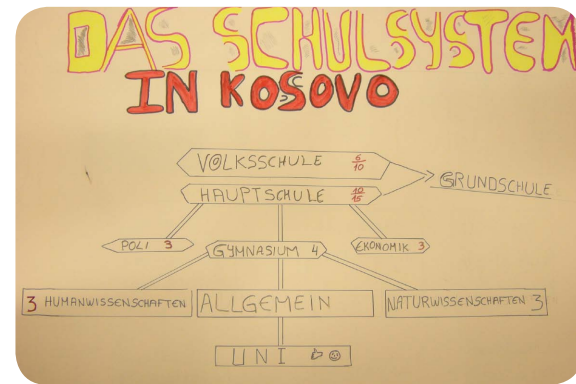 DAS SCHULSYSTEM
IN KOSOVO
VOLKSSCHULE 6/10
HAUPTSCHULE 10/15
GRUNDSCHULE
POLI 3
GYMNASIUM 4
EKONOMIK 3
3 HUMANWISSENSCHAFTEN
ALLGEMEIN
NATURWISSENSCHAFTEN 3
UNI